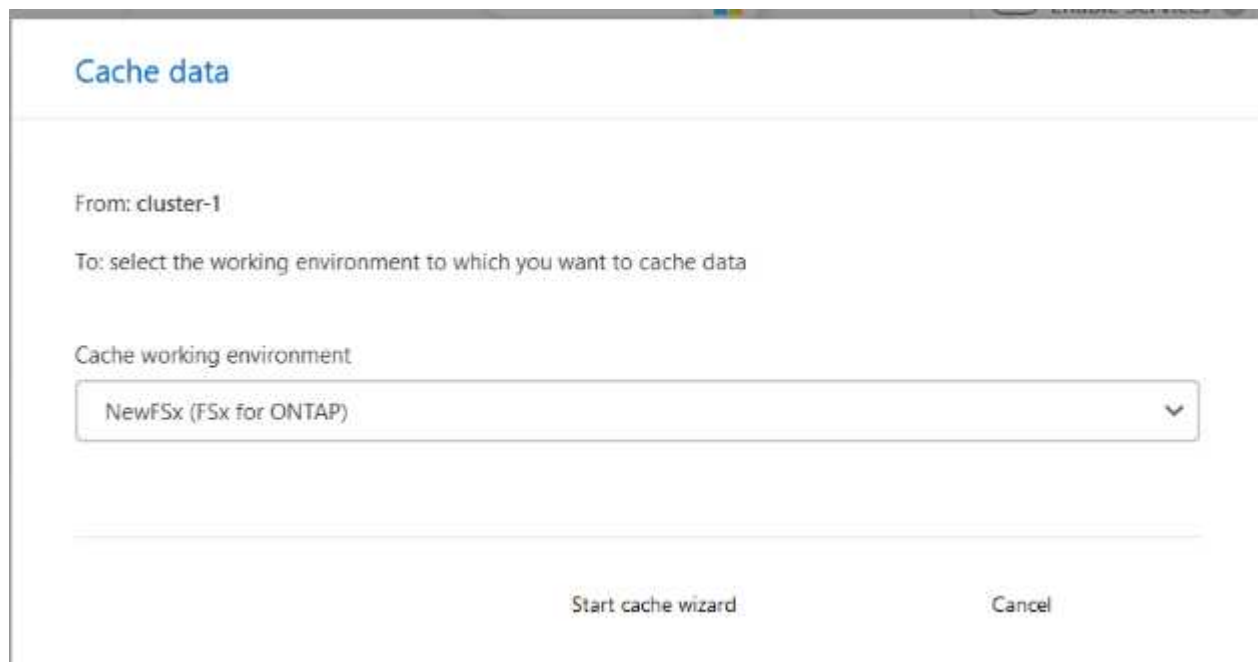 Cache data
From: cluster-1
To: select the working environment to which you want to cache data
Cache working environment
NewFSx (FSx for ONTAP)
Start cache wizard
Cancel